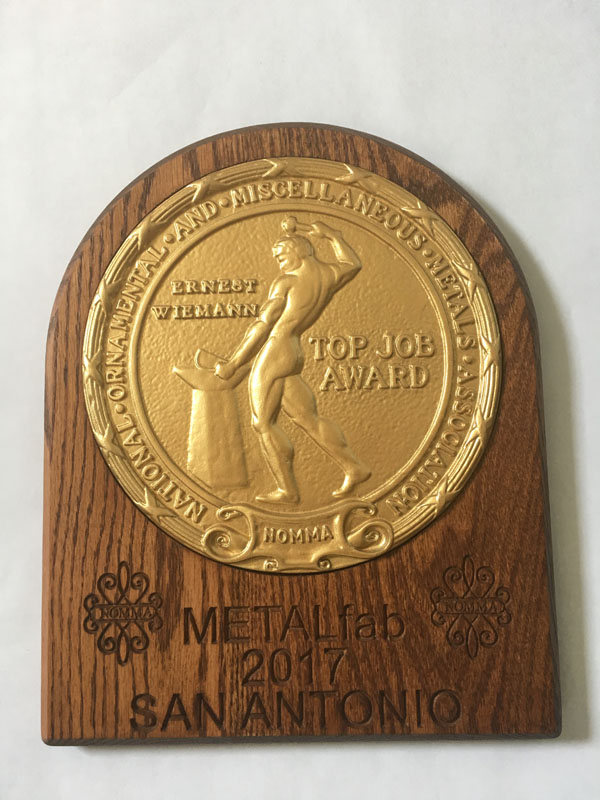 NATIONAL • ORNAMENTAL • AND • MISCELLANEOUS • METALS • ASSOCIATION
ERNEST
WIEMANN
TOP JOB
AWARD
NOMMA
NOMMA
NOMMA
METALfab
2017
SAN ANTONIO